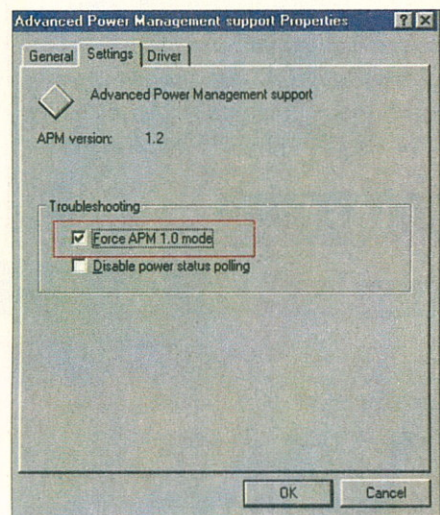 Advanced Power Management support Properties
General Settings Driver
Advanced Power Management support
APM version: 1.2
Troubleshooting
Force APM 1.0 mode
Disable power status polling
OK Cancel